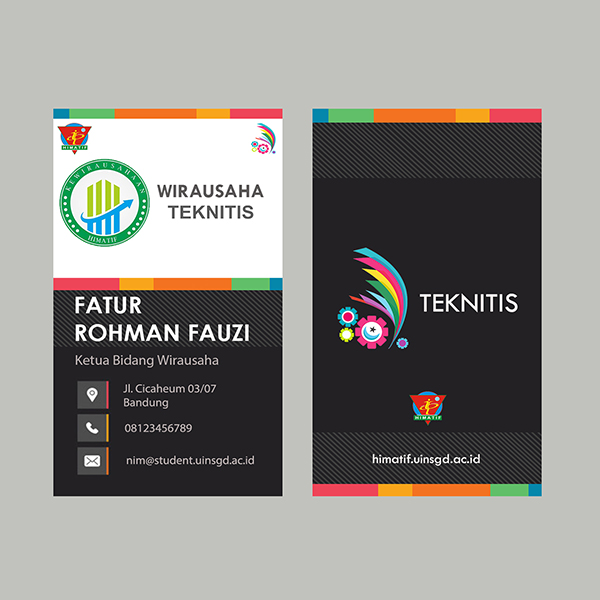 HIMATIF
KEWIRAUSAHAAN
HIMATIF
WIRAUSAHA
TEKNITIS
FATUR
ROHMAN FAUZI
Ketua Bidang Wirausaha
Jl. Cicaheum 03/07
Bandung
08123456789
nim@student.uinsgd.ac.id
TEKNITIS
HIMATIF
himatif.uinsgd.ac.id